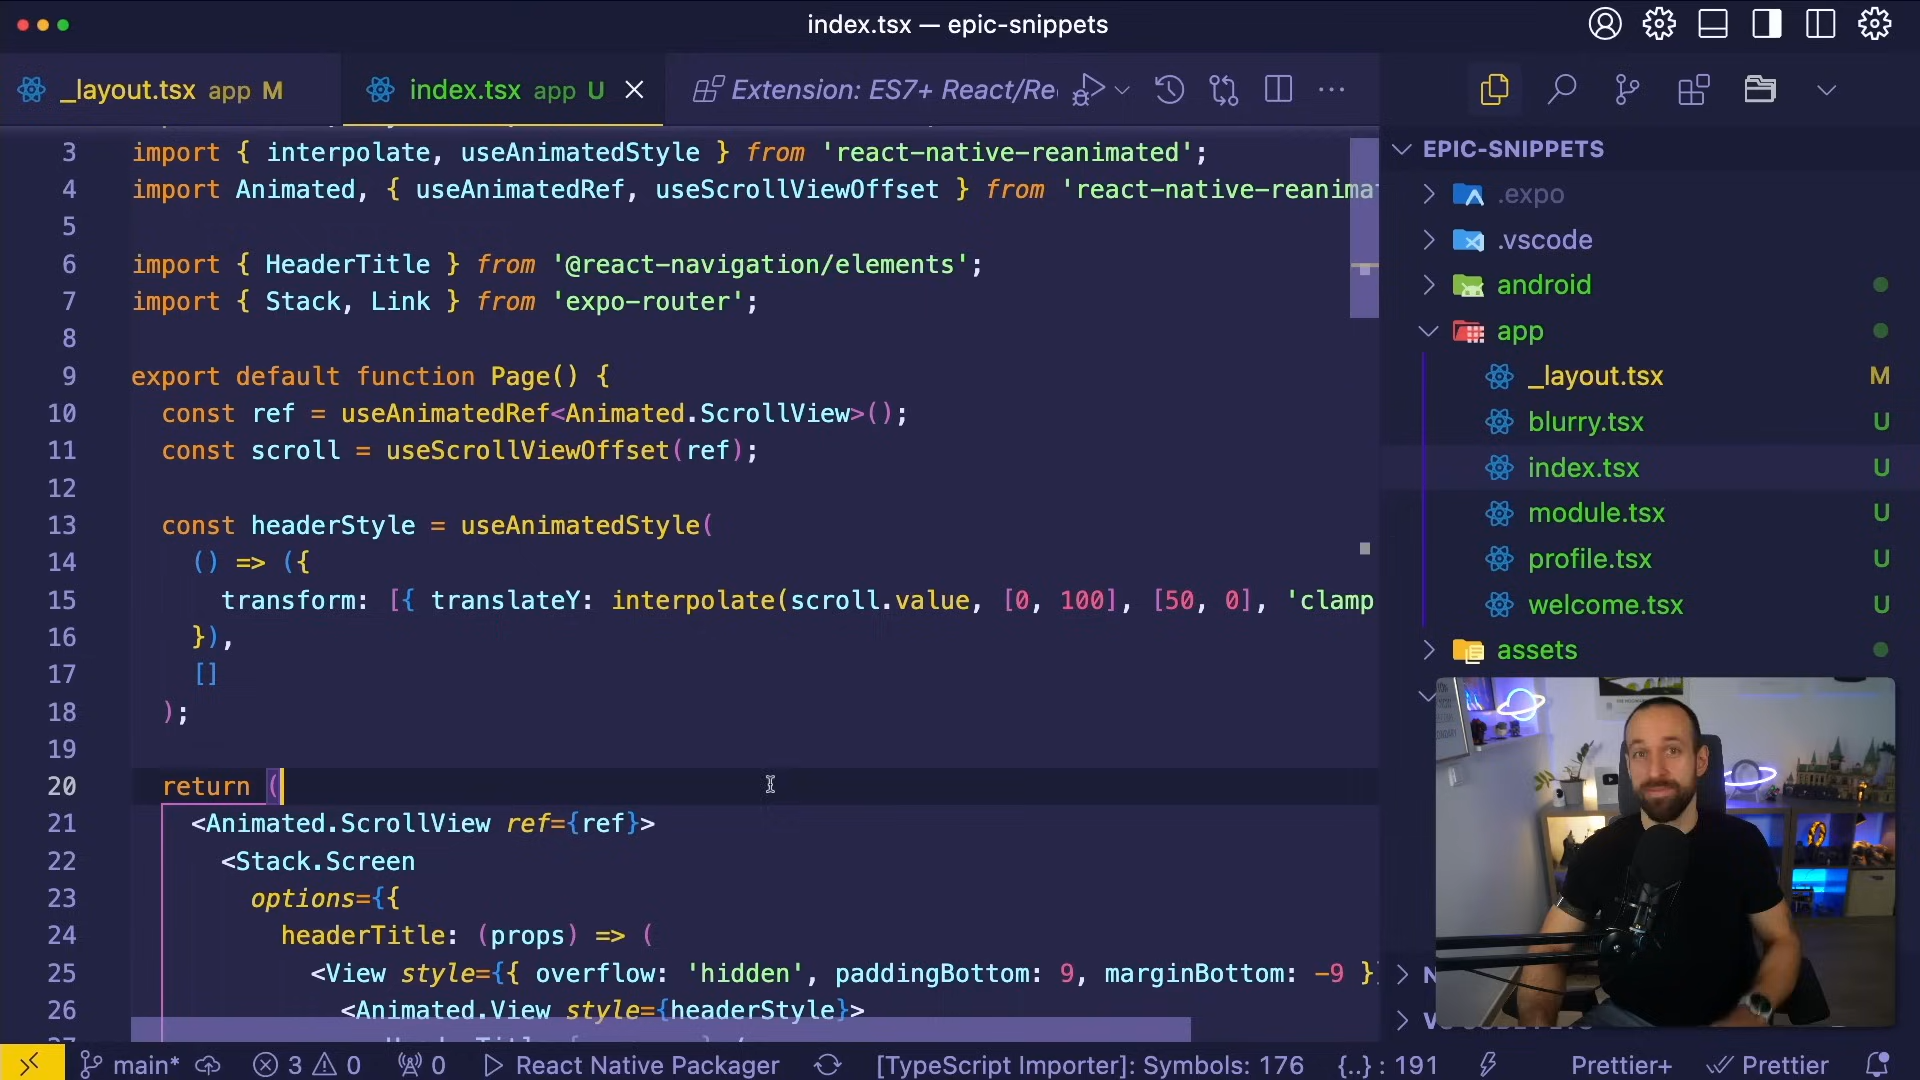 index.tsx — epic-snippets
_layout.tsx app M
index.tsx app U
Extension: ES7+ React/Re
3 import { interpolate, useAnimatedStyle } from 'react-native-reanimated';
4 import Animated, { useAnimatedRef, useScrollViewOffset } from 'react-native-reanimat
5
6 import { HeaderTitle } from '@react-navigation/elements';
7 import { Stack, Link } from 'expo-router';
8
9 export default function Page() {
10 const ref = useAnimatedRef<Animated.ScrollView>();
11 const scroll = useScrollViewOffset(ref);
12
13 const headerStyle = useAnimatedStyle(
14 () => ({
15 transform: [{ translateY: interpolate(scroll.value, [0, 100], [50, 0], 'clamp
16 }),
17 []
18 );
19
20 return (
21 <Animated.ScrollView ref={ref}>
22 <Stack.Screen
23 options={{
24 headerTitle: (props) => (
25 <View style={{ overflow: 'hidden', paddingBottom: 9, marginBottom: -9 }}
26 <Animated.View style={headerStyle}>
EPIC-SNIPPETS
.expo
.vscode
android
app
_layout.tsx M
blurry.tsx U
index.tsx U
module.tsx U
profile.tsx U
welcome.tsx U
assets
main* 3 0 0 React Native Packager [TypeScript Importer]: Symbols: 176 {..} : 191 Prettier+ Prettier